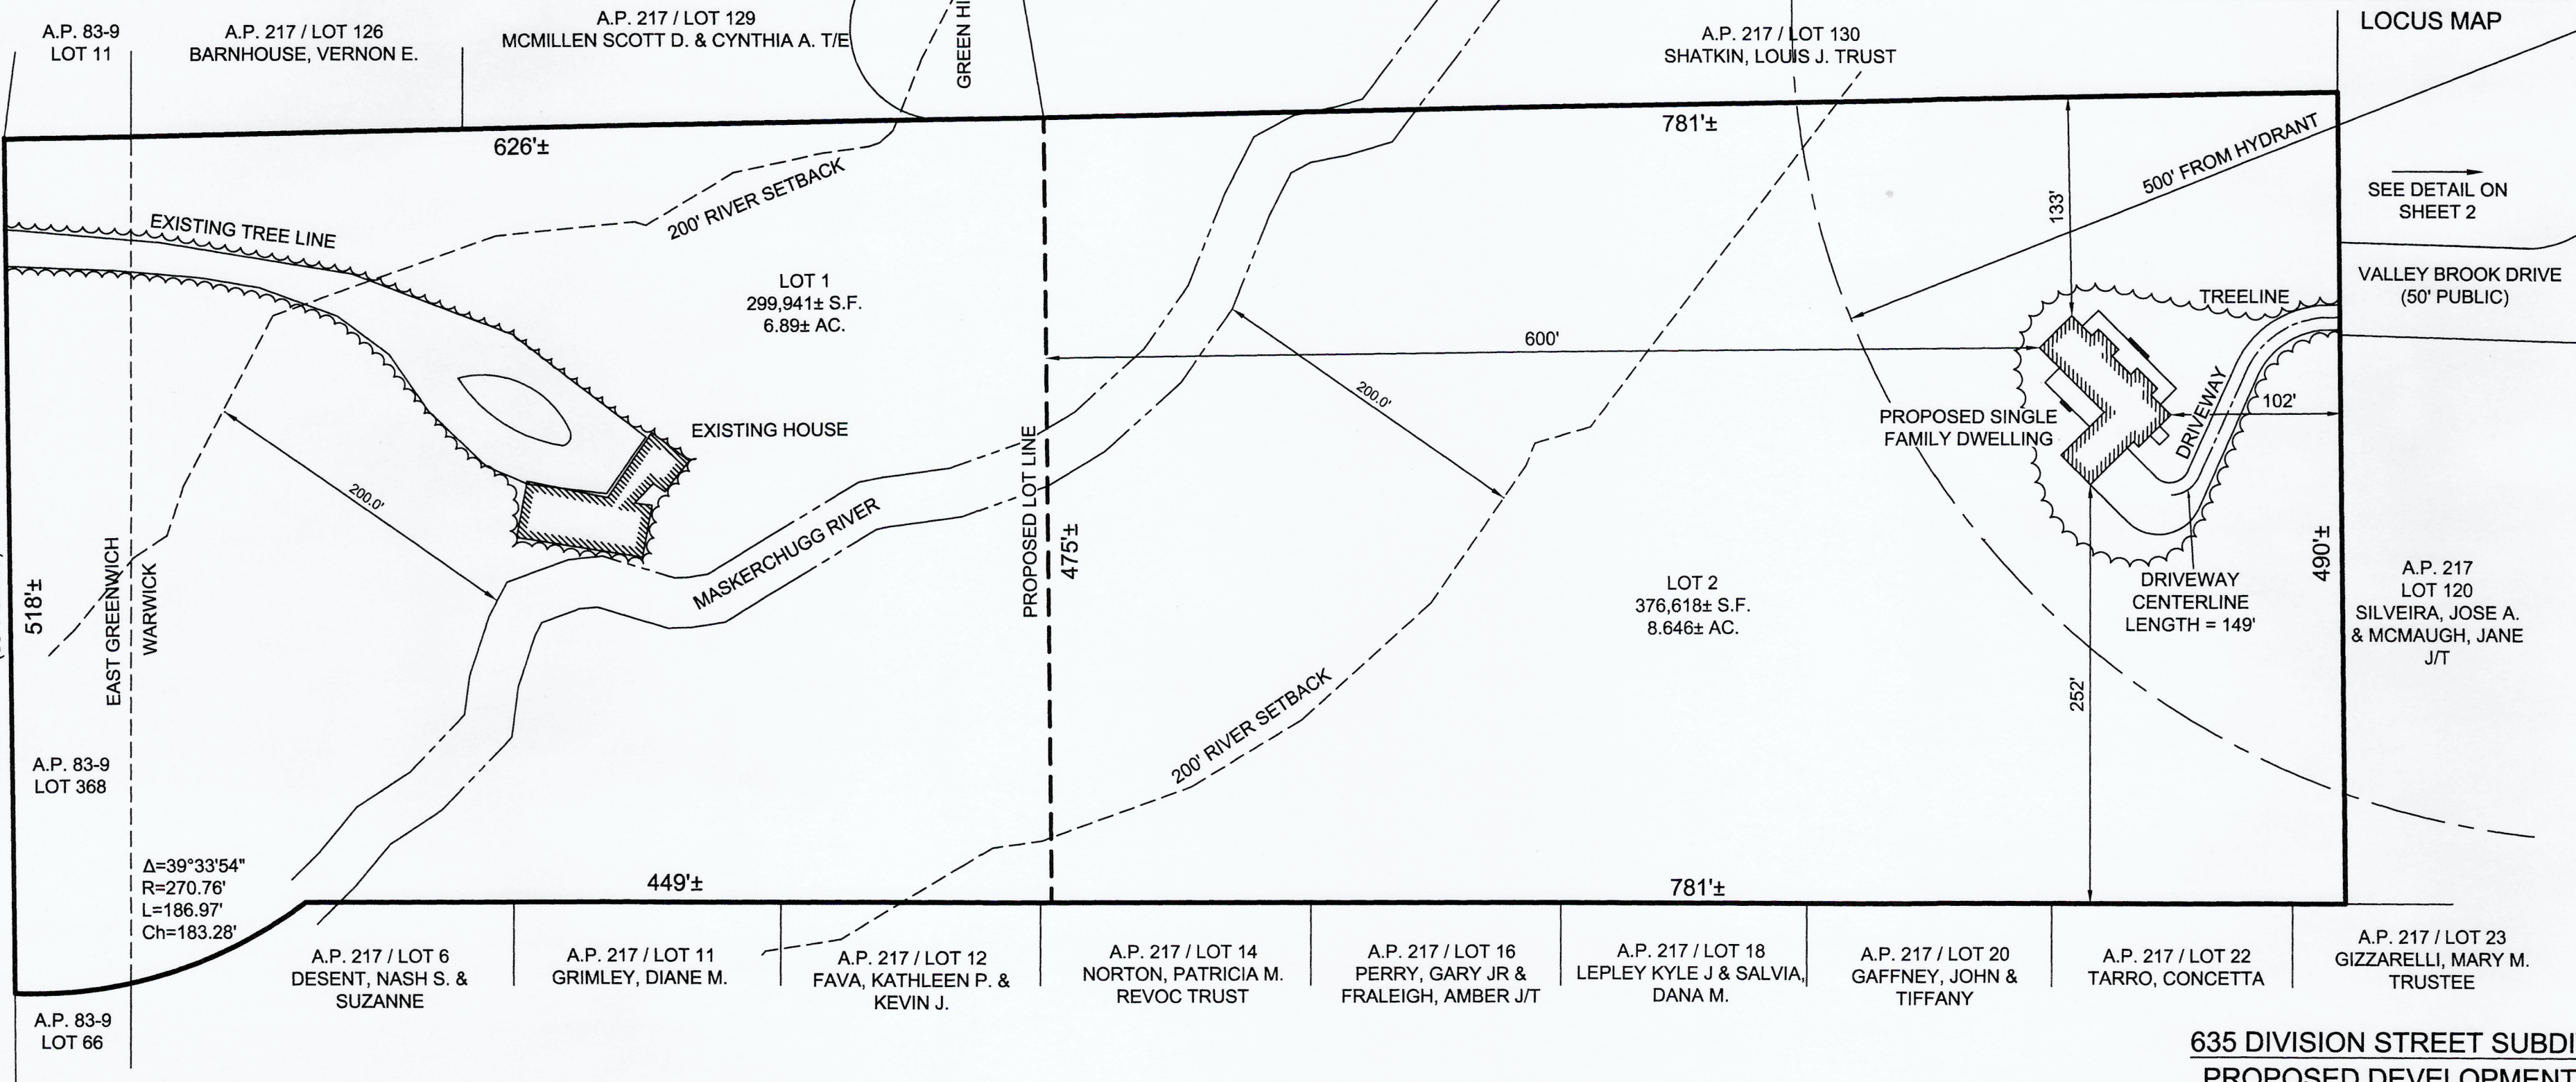 A.P. 83-9
LOT 11
A.P. 217 / LOT 126
BARNHOUSE, VERNON E.
A.P. 217 / LOT 129
MCMILLEN SCOTT D. & CYNTHIA A. T/E
GREEN HI
A.P. 217 / LOT 130
SHATKIN, LOUIS J. TRUST
LOCUS MAP
626'±
781'±
500' FROM HYDRANT
SEE DETAIL ON
SHEET 2
EXISTING TREE LINE
200' RIVER SETBACK
133'
LOT 1
299,941± S.F.
6.89± AC.
VALLEY BROOK DRIVE
(50' PUBLIC)
TREELINE
600'
200.0'
EXISTING HOUSE
PROPOSED SINGLE
FAMILY DWELLING
DRIVEWAY
102'
200.0'
MASKERCHUGG RIVER
PROPOSED LOT LINE
475'±
518'±
EAST GREENWICH
WARWICK
LOT 2
376,618± S.F.
8.646± AC.
DRIVEWAY
CENTERLINE
LENGTH = 149'
490'±
A.P. 217
LOT 120
SILVEIRA, JOSE A.
& MCMAUGH, JANE
J/T
252'
200' RIVER SETBACK
A.P. 83-9
LOT 368
Δ=39°33'54"
R=270.76'
L=186.97'
Ch=183.28'
449'±
781'±
A.P. 217 / LOT 6
DESENT, NASH S. &
SUZANNE
A.P. 217 / LOT 11
GRIMLEY, DIANE M.
A.P. 217 / LOT 12
FAVA, KATHLEEN P. &
KEVIN J.
A.P. 217 / LOT 14
NORTON, PATRICIA M.
REVOC TRUST
A.P. 217 / LOT 16
PERRY, GARY JR &
FRALEIGH, AMBER J/T
A.P. 217 / LOT 18
LEPLEY KYLE J & SALVIA,
DANA M.
A.P. 217 / LOT 20
GAFFNEY, JOHN &
TIFFANY
A.P. 217 / LOT 22
TARRO, CONCETTA
A.P. 217 / LOT 23
GIZZARELLI, MARY M.
TRUSTEE
A.P. 83-9
LOT 66
635 DIVISION STREET SUBDI
PROPOSED DEVELOPMENT